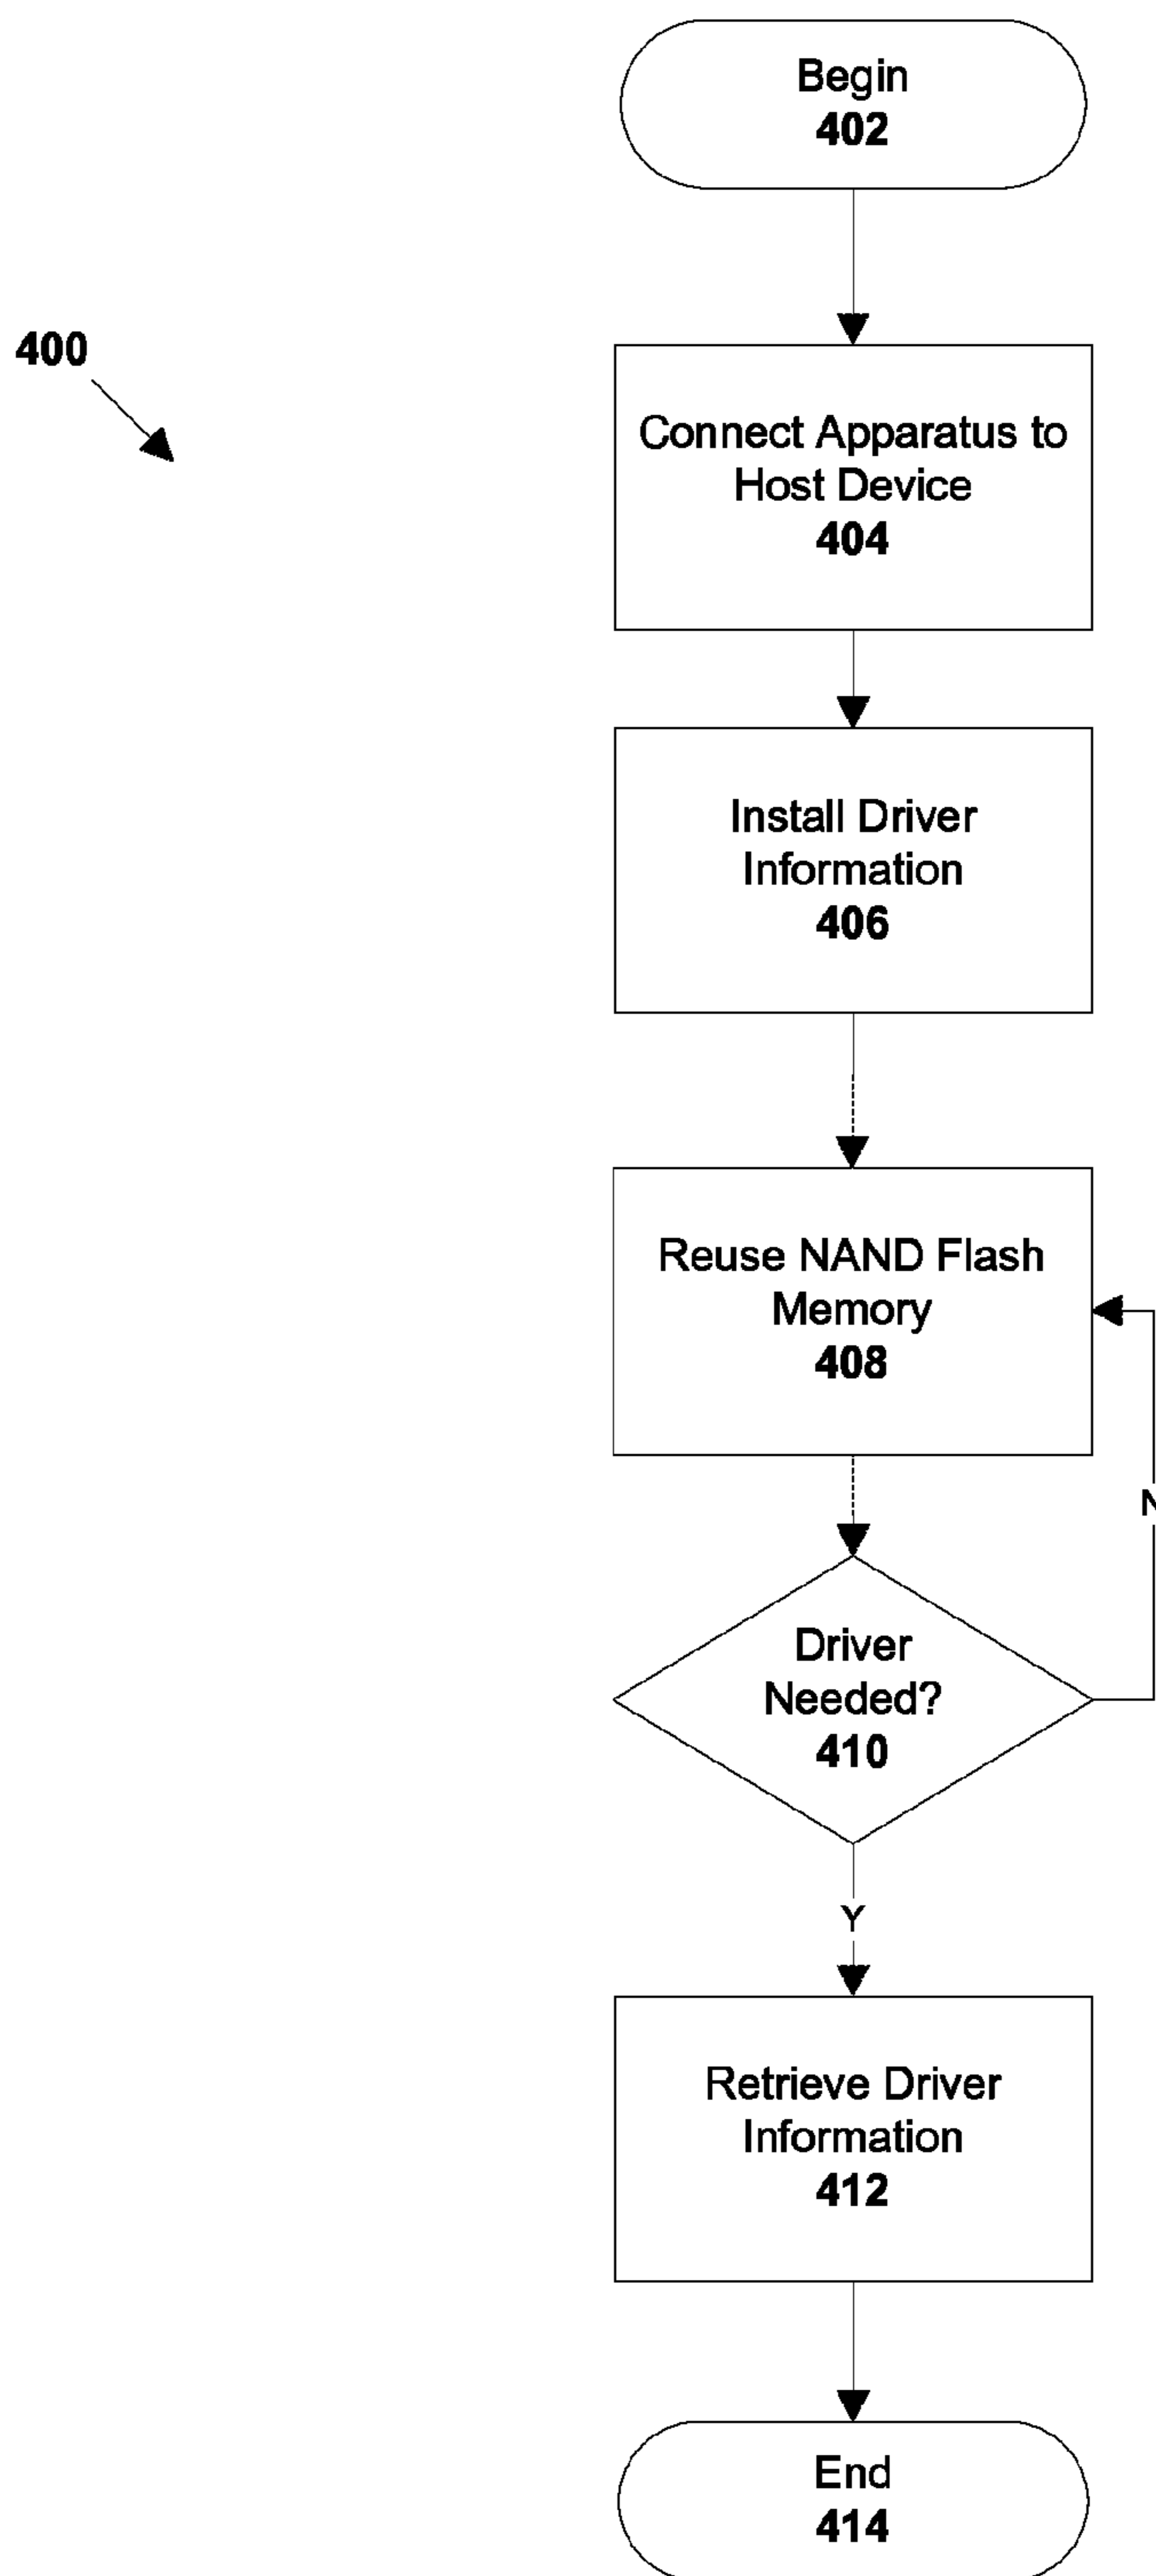 Begin
402
400
Connect Apparatus to
Host Device
404
Install Driver
Information
406
Reuse NAND Flash
Memory
408
N
Driver
Needed?
410
Y
Retrieve Driver
Information
412
End
414